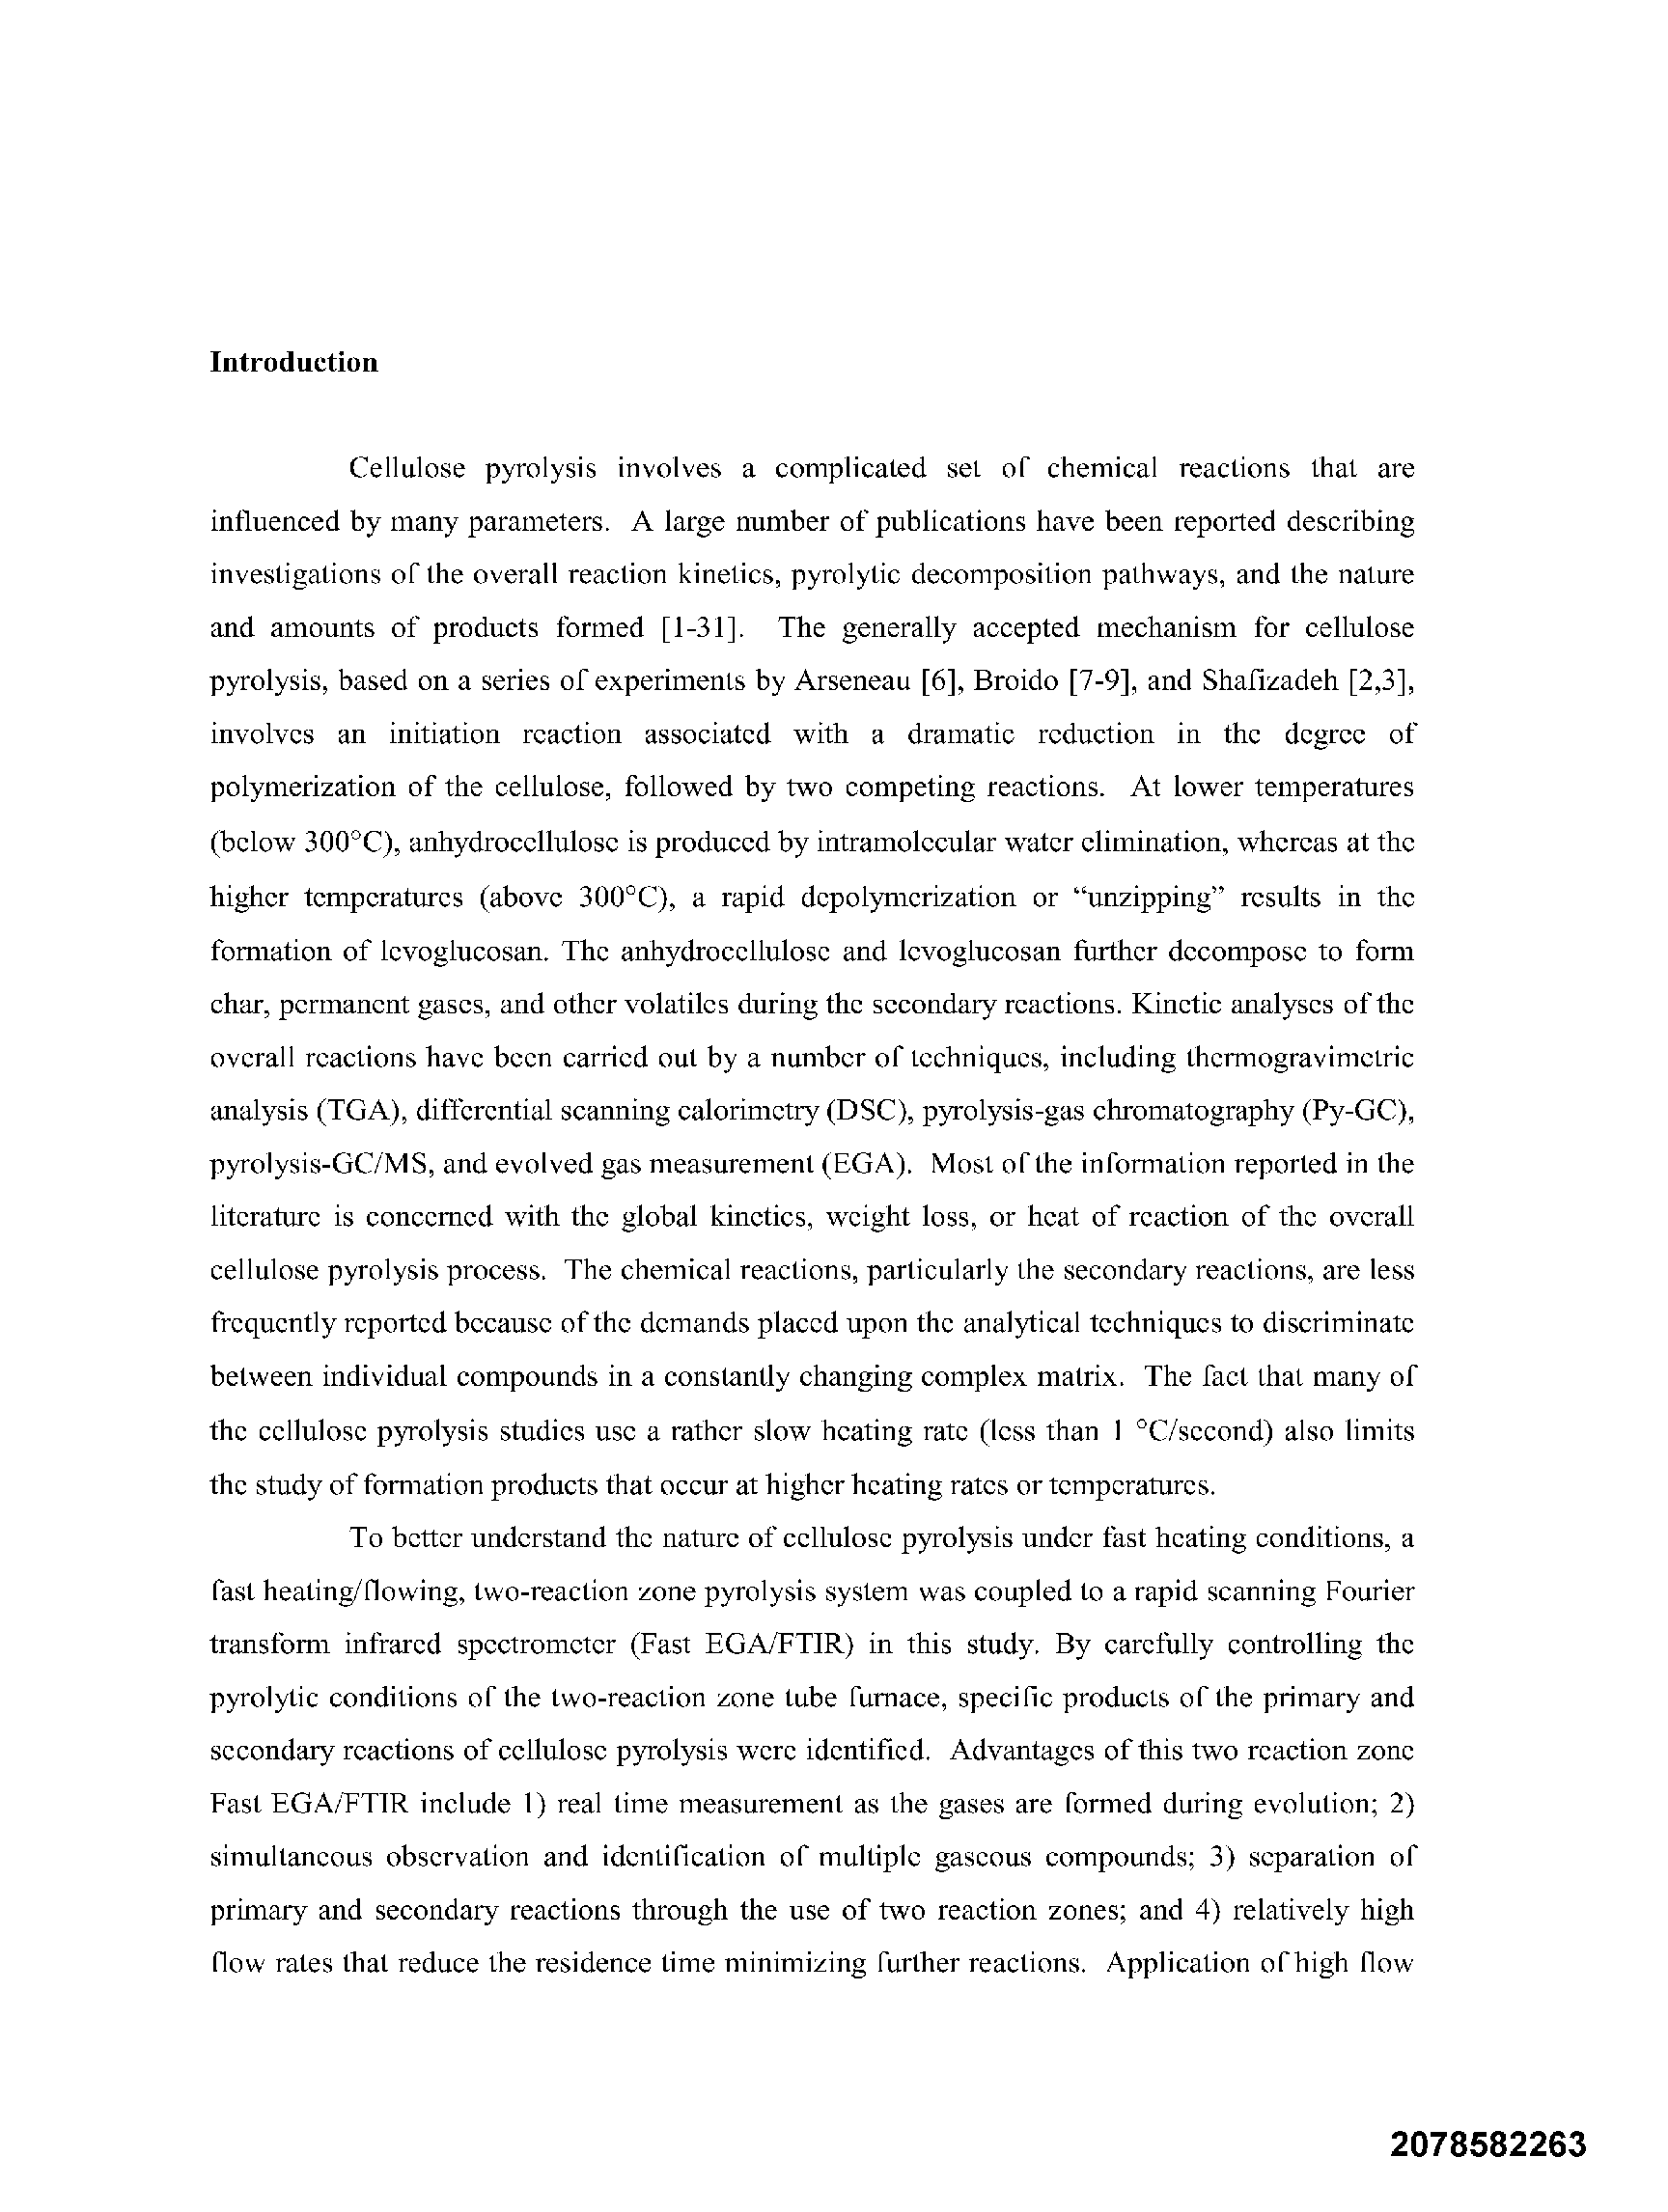 Introduction
Cellulose pyrolysis involves a complicated set of chemical reactions that are
influenced by many parameters. A large number of publications have been reported describing
investigations of the overall reaction kinetics, pyrolytic decomposition pathways, and the nature
and amounts of products formed [1-31]. The generally accepted mechanism for cellulose
pyrolysis, based on a series of experiments by Arseneau [6], Broido [7-9], and Shafizadeh [2,3],
involves an initiation reaction associated with a dramatic reduction in the degree of
polymerization of the cellulose, followed by two competing reactions. At lower temperatures
(below 300°C), anhydrocellulose is produced by intramolecular water elimination, whereas at the
higher temperatures (above 300°C), a rapid depolymerization or “unzipping” results in the
formation of levoglucosan. The anhydrocellulose and levoglucosan further decompose to form
char, permanent gases, and other volatiles during the secondary reactions. Kinetic analyses of the
overall reactions have been carried out by a number of techniques, including thermogravimetric
analysis (TGA), differential scanning calorimetry (DSC), pyrolysis-gas chromatography (Py-GC),
pyrolysis-GC/MS, and evolved gas measurement (EGA). Most of the information reported in the
literature is concerned with the global kinetics, weight loss, or heat of reaction of the overall
cellulose pyrolysis process. The chemical reactions, particularly the secondary reactions, are less
frequently reported because of the demands placed upon the analytical techniques to discriminate
between individual compounds in a constantly changing complex matrix. The fact that many of
the cellulose pyrolysis studies use a rather slow heating rate (less than 1 °C/second) also limits
the study of formation products that occur at higher heating rates or temperatures.
To better understand the nature of cellulose pyrolysis under fast heating conditions, a
fast heating/flowing, two-reaction zone pyrolysis system was coupled to a rapid scanning Fourier
transform infrared spectrometer (Fast EGA/FTIR) in this study. By carefully controlling the
pyrolytic conditions of the two-reaction zone tube furnace, specific products of the primary and
secondary reactions of cellulose pyrolysis were identified. Advantages of this two reaction zone
Fast EGA/FTIR include 1) real time measurement as the gases are formed during evolution; 2)
simultaneous observation and identification of multiple gaseous compounds; 3) separation of
primary and secondary reactions through the use of two reaction zones; and 4) relatively high
flow rates that reduce the residence time minimizing further reactions. Application of high flow
2078582263